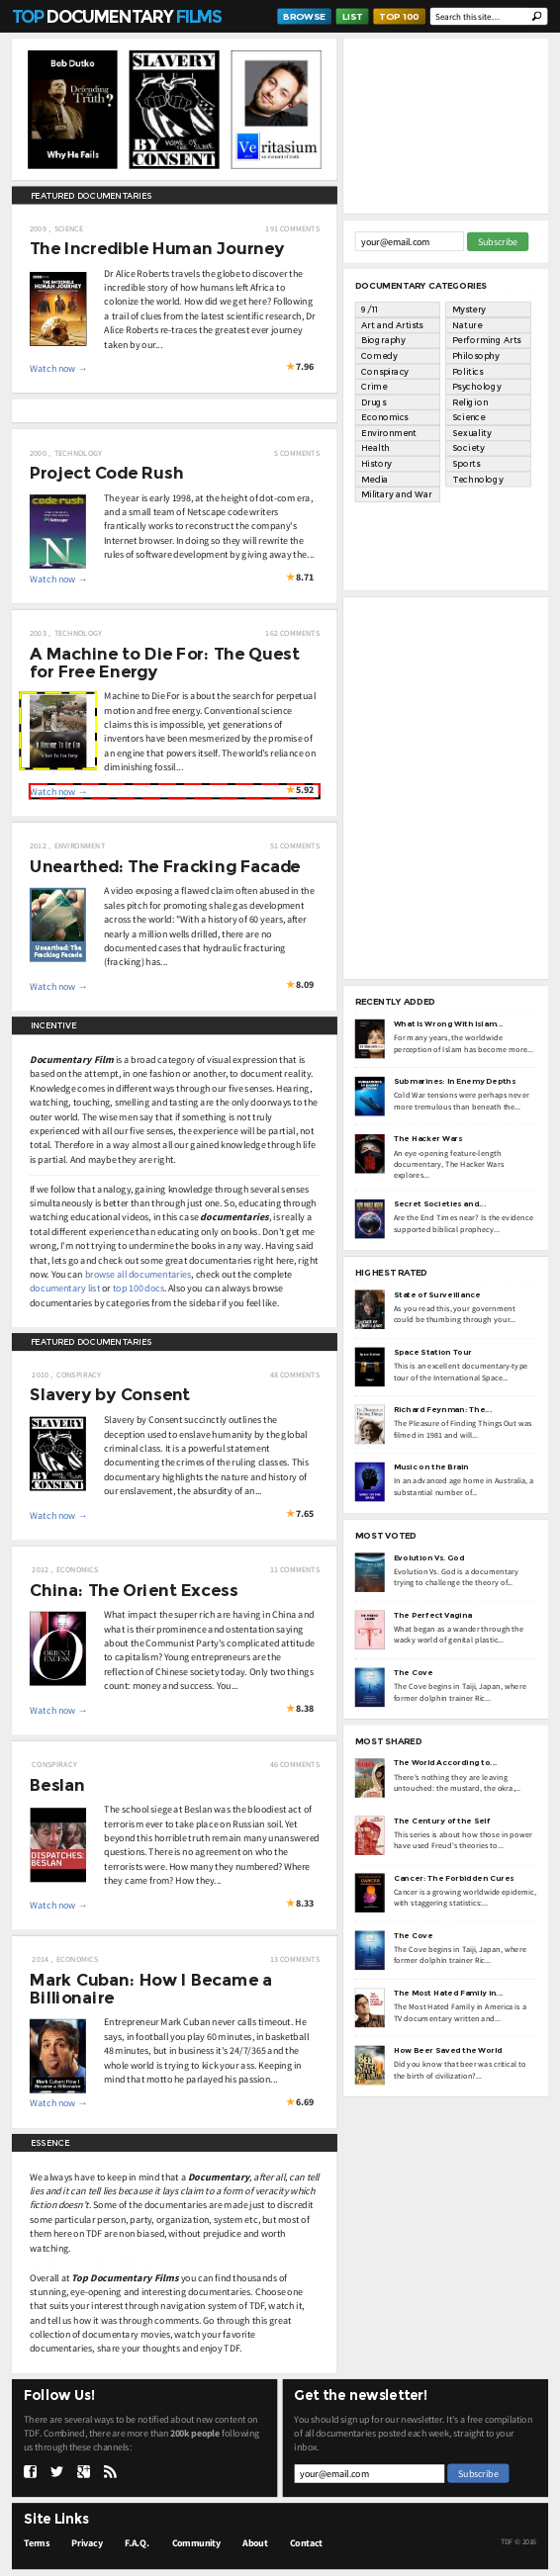 TOP DOCUMENTARY FILMS
BROWSE
LIST
TOP 100
Search this site...
Bob Dutko
Defending Truth?
Why He Fails
SLAVERY
BY CONSENT
Veritasium
an element of truth
FEATURED DOCUMENTARIES
2009 , SCIENCE
191 COMMENTS
The Incredible Human Journey
Dr Alice Roberts travels the globe to discover the
incredible story of how humans left Africa to
colonize the world. How did we get here? Following
a trail of clues from the latest scientific research, Dr
Alice Roberts re-traces the greatest ever journey
taken by our...
Watch now →
★7.96
2000 , TECHNOLOGY
5 COMMENTS
Project Code Rush
code rush
Netscape
N
The year is early 1998, at the height of dot-com era,
and a small team of Netscape code writers
frantically works to reconstruct the company's
Internet browser. In doing so they will rewrite the
rules of software development by giving away the...
Watch now →
★8.71
2003 , TECHNOLOGY
162 COMMENTS
A Machine to Die For: The Quest
for Free Energy
A Machine To Die For
Machine to Die For is about the search for perpetual
motion and free energy. Conventional science
claims this is impossible, yet generations of
inventors have been mesmerized by the promise of
an engine that powers itself. The world's reliance on
diminishing fossil...
Watch now →
★5.92
2012 , ENVIRONMENT
51 COMMENTS
Unearthed: The Fracking Facade
Unearthed: The
Fracking Facade
A video exposing a flawed claim often abused in the
sales pitch for promoting shale gas development
across the world: "With a history of 60 years, after
nearly a million wells drilled, there are no
documented cases that hydraulic fracturing
(fracking) has...
Watch now →
★8.09
INCENTIVE
Documentary Film is a broad category of visual expression that is
based on the attempt, in one fashion or another, to document reality.
Knowledge comes in different ways through our five senses. Hearing,
watching, touching, smelling and tasting are the only doorways to the
outer world. The wise men say that if something is not truly
experienced with all our five senses, the experience will be partial, not
total. Therefore in a way almost all our gained knowledge through life
is partial. And maybe they are right.
If we follow that analogy, gaining knowledge through several senses
simultaneously is better than through just one. So, educating through
watching educational videos, in this case documentaries, is really a
total different experience than educating only on books. Don't get me
wrong, I'm not trying to undermine the books in any way. Having said
that, lets go and check out some great documentaries right here, right
now. You can browse all documentaries, check out the complete
documentary list or top 100 docs. Also you can always browse
documentaries by categories from the sidebar if you feel like.
FEATURED DOCUMENTARIES
2010 , CONSPIRACY
48 COMMENTS
Slavery by Consent
SLAVERY
BY CONSENT
Slavery by Consent succinctly outlines the
deception used to enslave humanity by the global
criminal class. It is a powerful statement
documenting the crimes of the ruling classes. This
documentary highlights the nature and history of
our enslavement, the absurdity of an...
Watch now →
★7.65
2012 , ECONOMICS
11 COMMENTS
China: The Orient Excess
ORIENT
EXCESS
What impact the super rich are having in China and
what is their prominence and ostentation saying
about the Communist Party's complicated attitude
to capitalism? Young entrepreneurs are the
reflection of Chinese society today. Only two things
count: money and success. You...
Watch now →
★8.38
CONSPIRACY
46 COMMENTS
Beslan
DISPATCHES:
BESLAN
The school siege at Beslan was the bloodiest act of
terrorism ever to take place on Russian soil. Yet
beyond this horrible truth remain many unanswered
questions. There is no agreement on who the
terrorists were. How many they numbered? Where
they came from? How they...
Watch now →
★8.33
2014 , ECONOMICS
13 COMMENTS
Mark Cuban: How I Became a
Billionaire
Mark Cuban: How I
Became a Billionaire
Entrepreneur Mark Cuban never calls timeout. He
says, in football you play 60 minutes, in basketball
48 minutes, but in business it's 24/7/365 and the
whole world is trying to kick your ass. Keeping in
mind that motto he parlayed his passion...
Watch now →
★6.69
ESSENCE
We always have to keep in mind that a Documentary, after all, can tell
lies and it can tell lies because it lays claim to a form of veracity which
fiction doesn't. Some of the documentaries are made just to discredit
some particular person, party, organization, system etc, but most of
them here on TDF are non biased, without prejudice and worth
watching.
Overall at Top Documentary Films you can find thousands of
stunning, eye-opening and interesting documentaries. Choose one
that suits your interest through navigation system of TDF, watch it,
and tell us how it was through comments. Go through this great
collection of documentary movies, watch your favorite
documentaries, share your thoughts and enjoy TDF.
your@email.com
Subscribe
DOCUMENTARY CATEGORIES
9/11
Art and Artists
Biography
Comedy
Conspiracy
Crime
Drugs
Economics
Environment
Health
History
Media
Military and War
Mystery
Nature
Performing Arts
Philosophy
Politics
Psychology
Religion
Science
Sexuality
Society
Sports
Technology
RECENTLY ADDED
What Is Wrong With Islam...
For many years, the worldwide
perception of Islam has become more...
Submarines: In Enemy Depths
Cold War tensions were perhaps never
more tremulous than beneath the...
The Hacker Wars
An eye-opening feature-length
documentary, The Hacker Wars
explores...
Secret Societies and...
Are the End Times near? Is the evidence
supported biblical prophecy...
HIGHEST RATED
State of Surveillance
As you read this, your government
could be thumbing through your...
Space Station Tour
This is an excellent documentary-type
tour of the International Space...
Richard Feynman: The...
The Pleasure of Finding Things Out was
filmed in 1981 and will...
Music on the Brain
In an advanced age home in Australia, a
substantial number of...
MOST VOTED
Evolution Vs. God
Evolution Vs. God is a documentary
trying to challenge the theory of...
The Perfect Vagina
What began as a wander through the
wacky world of genital plastic...
The Cove
The Cove begins in Taiji, Japan, where
former dolphin trainer Ric...
MOST SHARED
The World According to...
There's nothing they are leaving
untouched: the mustard, the okra,...
The Century of the Self
This series is about how those in power
have used Freud's theories to...
Cancer: The Forbidden Cures
Cancer is a growing worldwide epidemic,
with staggering statistics:...
The Cove
The Cove begins in Taiji, Japan, where
former dolphin trainer Ric...
The Most Hated Family in...
The Most Hated Family in America is a
TV documentary written and...
How Beer Saved the World
Did you know that beer was critical to
the birth of civilization?...
Follow Us!
There are several ways to be notified about new content on
TDF. Combined, there are more than 200k people following
us through these channels:
Get the newsletter!
You should sign up for our newsletter. It's a free compilation
of all documentaries posted each week, straight to your
inbox.
your@email.com
Subscribe
Site Links
Terms
Privacy
F.A.Q.
Community
About
Contact
TDF © 2016